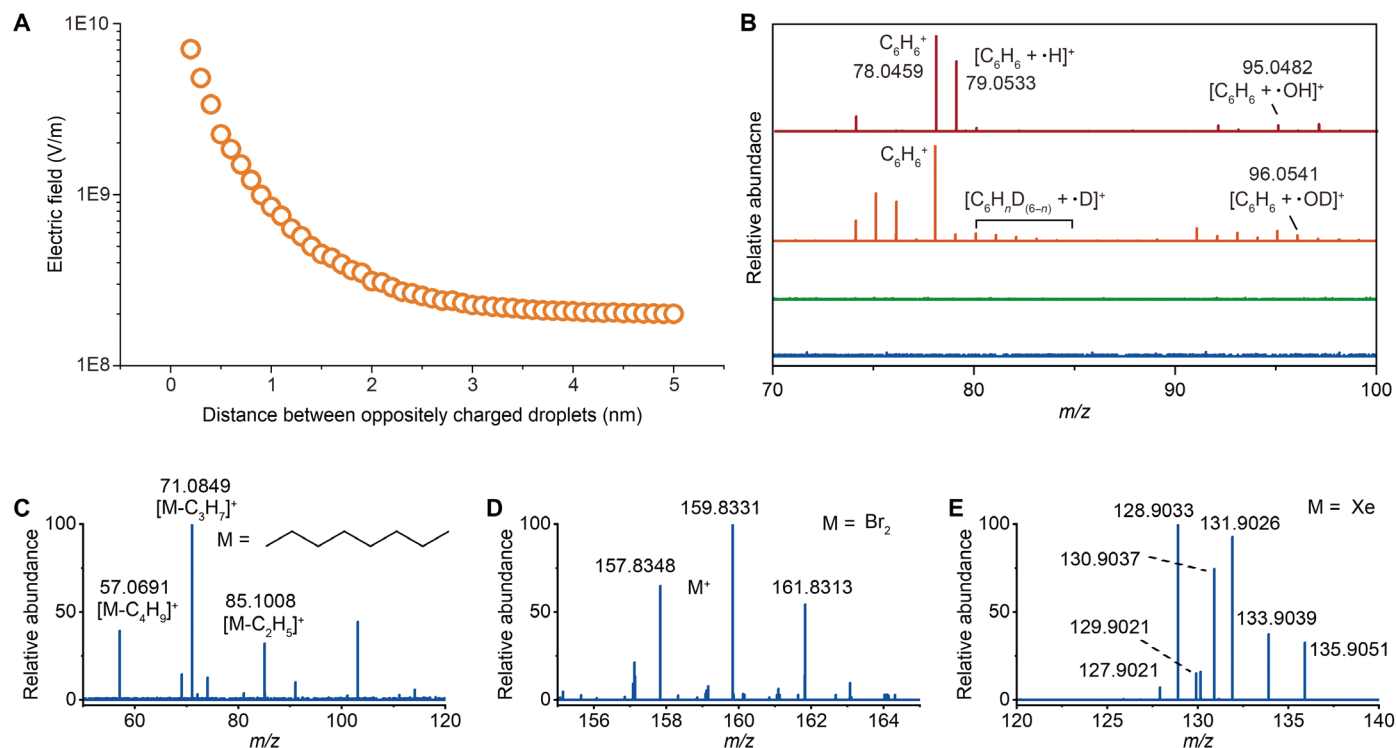 A
Electric field (V/m)
1E10
1E9
1E8
0 1 2 3 4 5
Distance between oppositely charged droplets (nm)
B
Relative abundacne
C₆H₆⁺
78.0459
[C₆H₆ + ·H]⁺
79.0533
95.0482
[C₆H₆ + ·OH]⁺
C₆H₆⁺
[C₆HₙD₍₆₋ₙ₎ + ·D]⁺
96.0541
[C₆H₆ + ·OD]⁺
70 80 90 100
m/z
C
Relative abundance
100
50
0
71.0849
[M-C₃H₇]⁺
M =
57.0691
[M-C₄H₉]⁺
85.1008
[M-C₂H₅]⁺
60 80 100 120
m/z
D
Relative abundance
100
50
0
159.8331
M = Br₂
157.8348
M⁺
161.8313
156 158 160 162 164
m/z
E
Relative abundance
100
50
0
M = Xe
128.9033
131.9026
130.9037
129.9021
127.9021
133.9039
135.9051
120 125 130 135 140
m/z